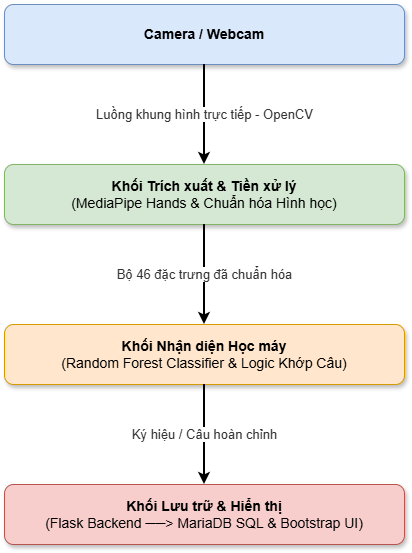 Camera / Webcam
Luồng khung hình trực tiếp - OpenCV
Khối Trích xuất & Tiền xử lý
(MediaPipe Hands & Chuẩn hóa Hình học)
Bộ 46 đặc trưng đã chuẩn hóa
Khối Nhận diện Học máy
(Random Forest Classifier & Logic Khớp Câu)
Ký hiệu / Câu hoàn chỉnh
Khối Lưu trữ & Hiển thị
(Flask Backend ──> MariaDB SQL & Bootstrap UI)